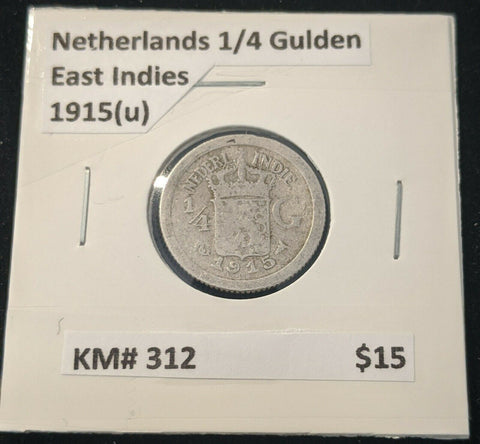 Netherlands 1/4 Gulden
East Indies
1915(u)
NEDERL INDIE
1/4 G
1915
KM# 312 $15